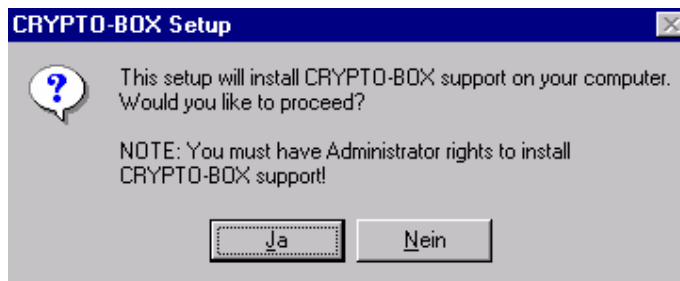 CRYPTO-BOX Setup
This setup will install CRYPTO-BOX support on your computer.
Would you like to proceed?
NOTE: You must have Administrator rights to install
CRYPTO-BOX support!
Ja
Nein